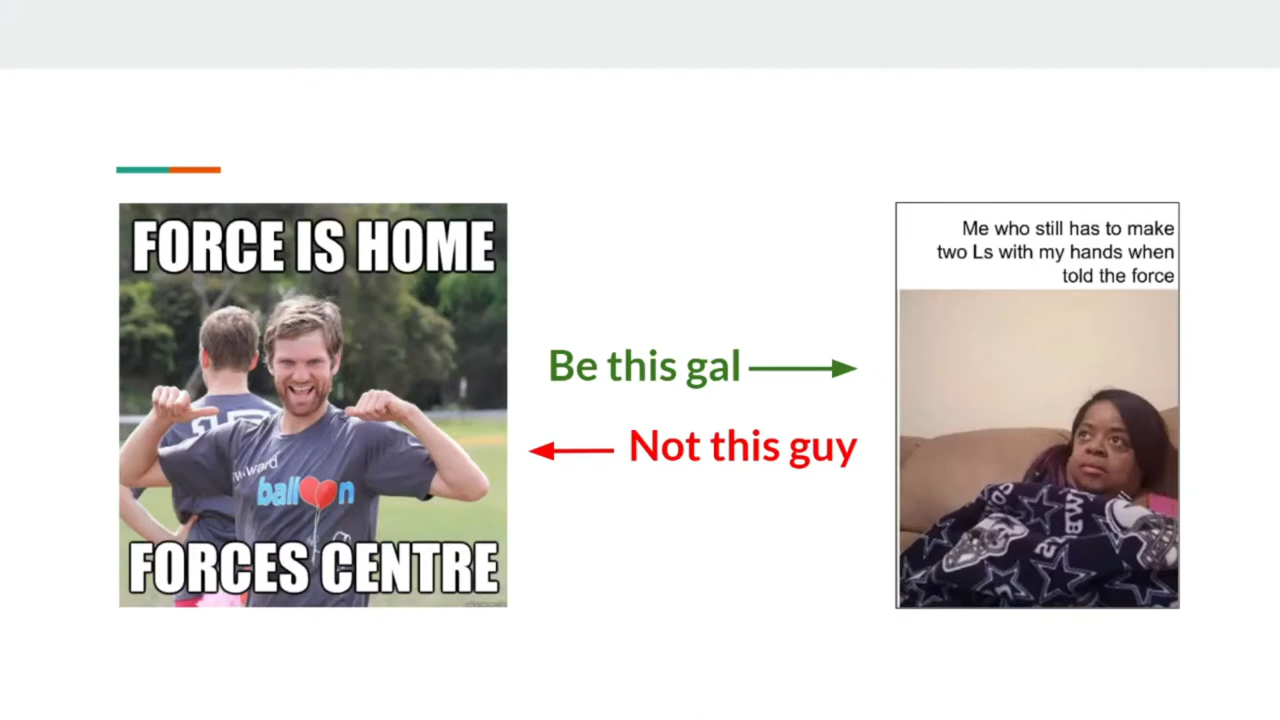 FORCE IS HOME
FORCES CENTRE
ball n
Be this gal
Not this guy
Me who still has to make
two Ls with my hands when
told the force